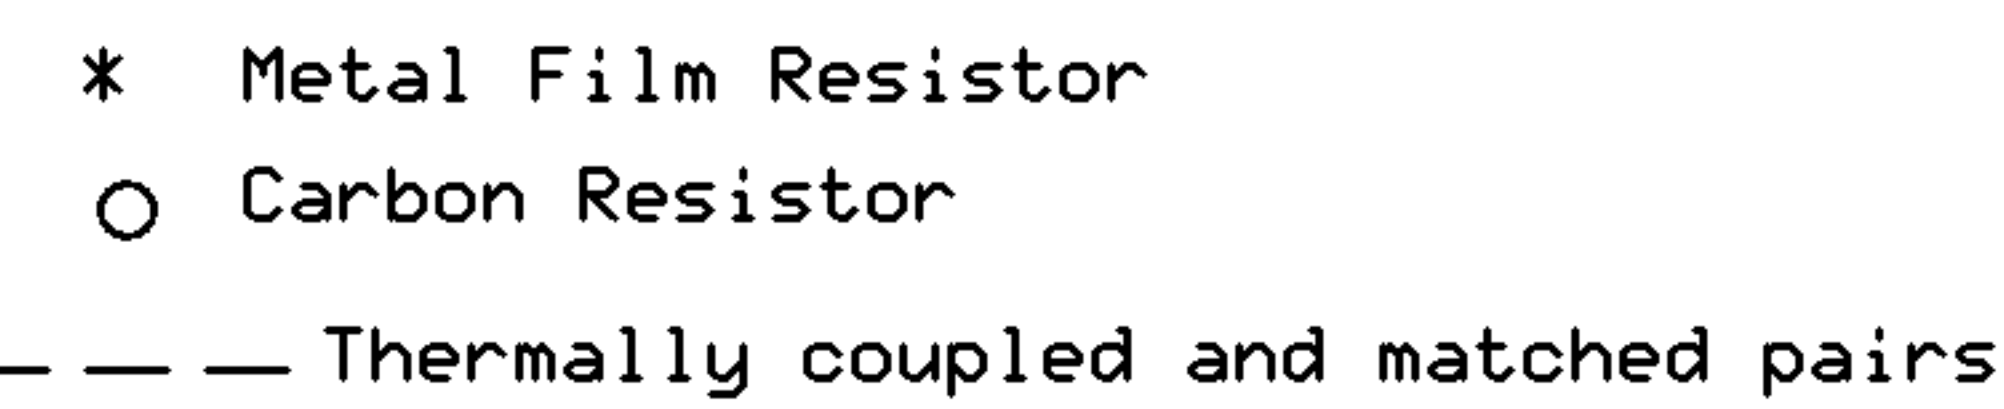 * Metal Film Resistor
○ Carbon Resistor
Thermally coupled and matched pairs